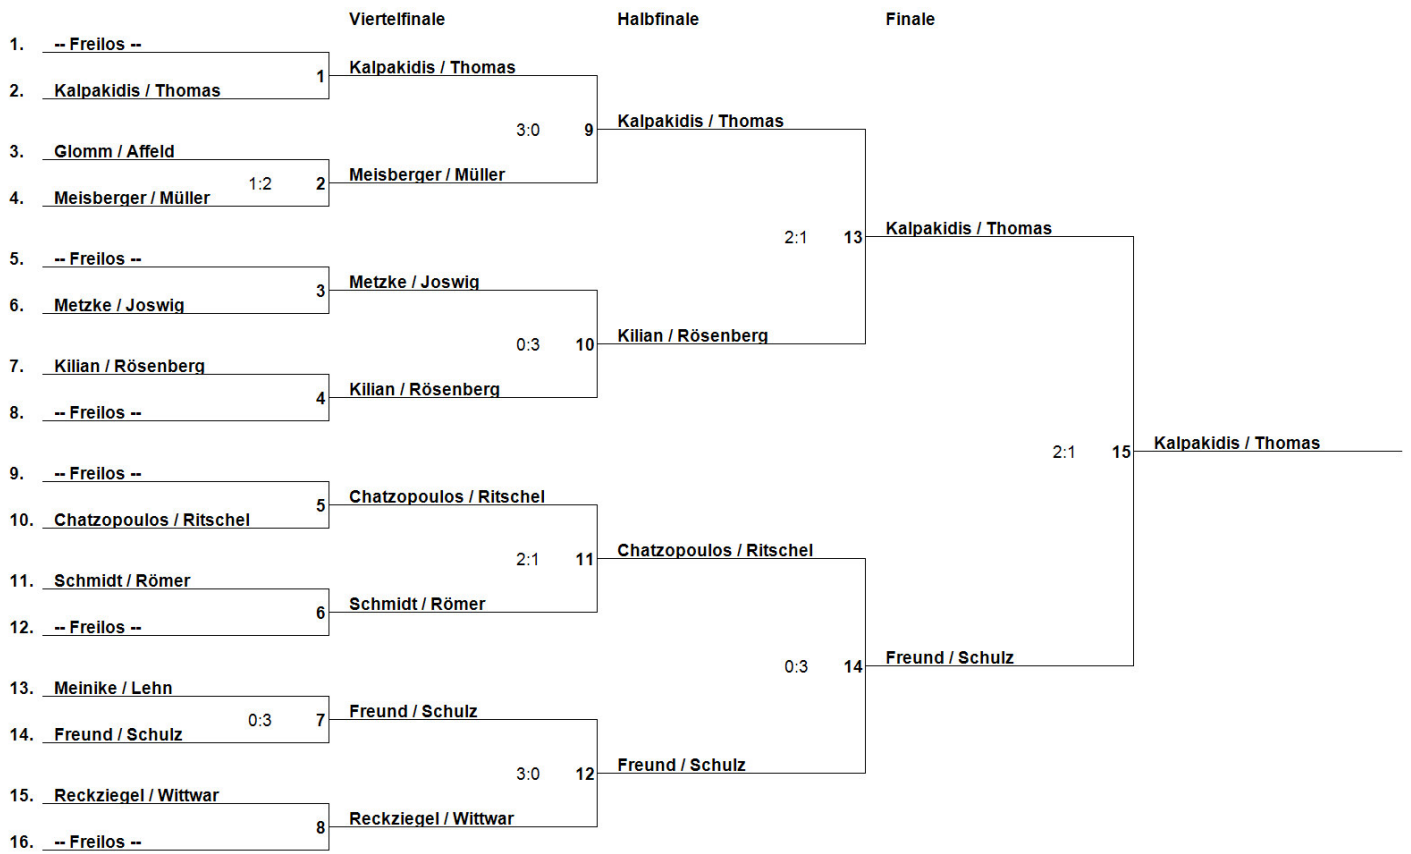 Viertelfinale Halbfinale Finale
1. -- Freilos --
1 Kalpakidis / Thomas
2. Kalpakidis / Thomas
3:0 9 Kalpakidis / Thomas
3. Glomm / Affeld
1:2 2 Meisberger / Müller
4. Meisberger / Müller
2:1 13 Kalpakidis / Thomas
5. -- Freilos --
3 Metzke / Joswig
6. Metzke / Joswig
0:3 10 Kilian / Rösenberg
7. Kilian / Rösenberg
4 Kilian / Rösenberg
8. -- Freilos --
2:1 15 Kalpakidis / Thomas
9. -- Freilos --
5 Chatzopoulos / Ritschel
10. Chatzopoulos / Ritschel
2:1 11 Chatzopoulos / Ritschel
11. Schmidt / Römer
6 Schmidt / Römer
12. -- Freilos --
0:3 14 Freund / Schulz
13. Meinike / Lehn
0:3 7 Freund / Schulz
14. Freund / Schulz
3:0 12 Freund / Schulz
15. Reckziegel / Wittwar
8 Reckziegel / Wittwar
16. -- Freilos --